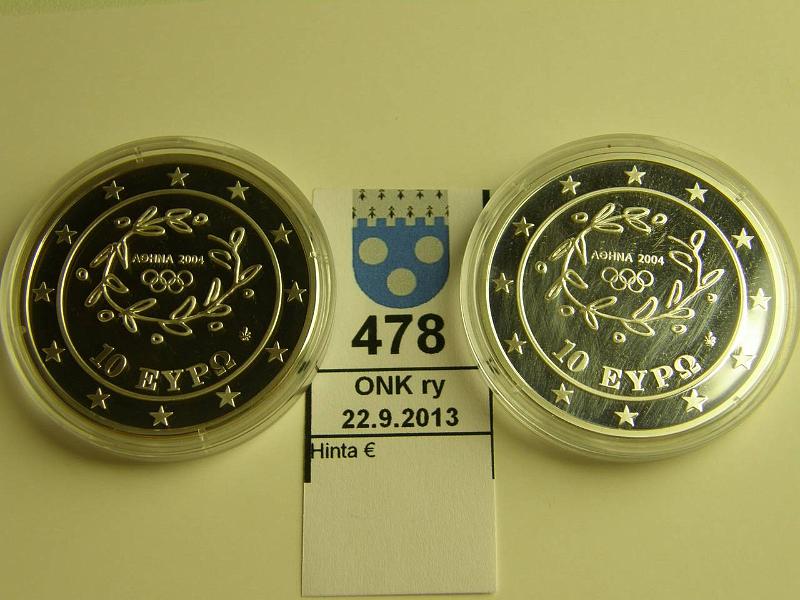 ΑΘΗΝΑ 2004
10 ΕΥΡΩ
478
ONK ry
22.9.2013
Hinta €
ΑΘΗΝΑ 2004
10 ΕΥΡΩ